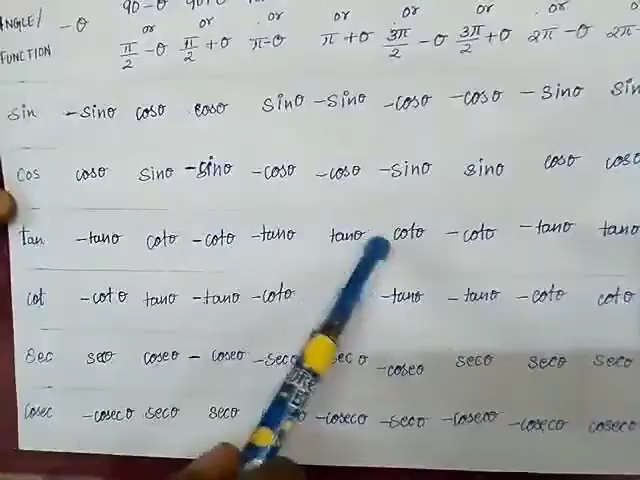 90-θ or or or or or or or
ANGLE/ FUNCTION -θ π/2 -θ π/2 +θ π-θ π+θ 3π/2 -θ 3π/2 +θ 2π-θ 2π
sin -sinθ cosθ cosθ sinθ -sinθ -cosθ -cosθ -sinθ sin
cos cosθ sinθ -sinθ -cosθ -cosθ -sinθ sinθ cosθ cosθ
tan -tanθ cotθ -cotθ -tanθ tanθ cotθ -cotθ -tanθ tanθ
cot -cotθ tanθ -tanθ -cotθ -tanθ -tanθ -cotθ cotθ
Sec secθ cosecθ -cosecθ -secθ -cosecθ secθ secθ secθ
Cosec -cosecθ secθ secθ -cosecθ -secθ -cosecθ cosecθ